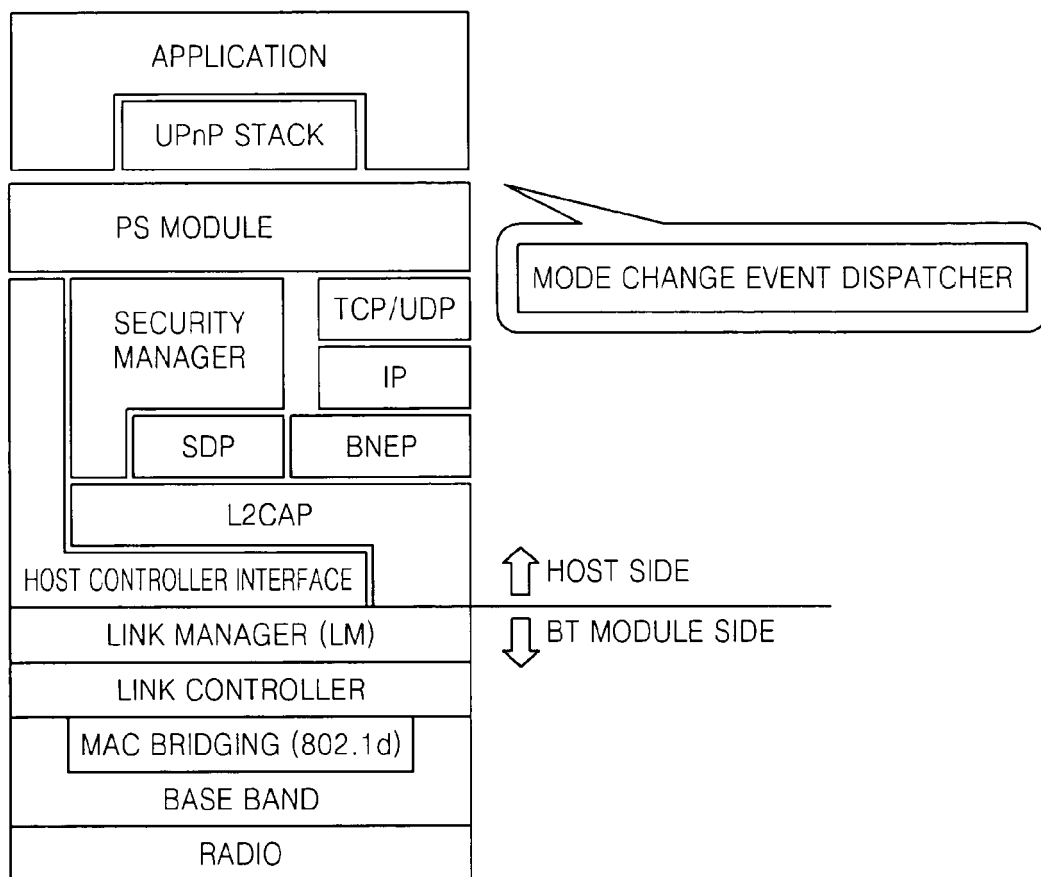 APPLICATION
UPnP STACK
PS MODULE
MODE CHANGE EVENT DISPATCHER
SECURITY
MANAGER
TCP/UDP
IP
SDP
BNEP
L2CAP
HOST CONTROLLER INTERFACE
HOST SIDE
LINK MANAGER (LM)
BT MODULE SIDE
LINK CONTROLLER
MAC BRIDGING (802.1d)
BASE BAND
RADIO